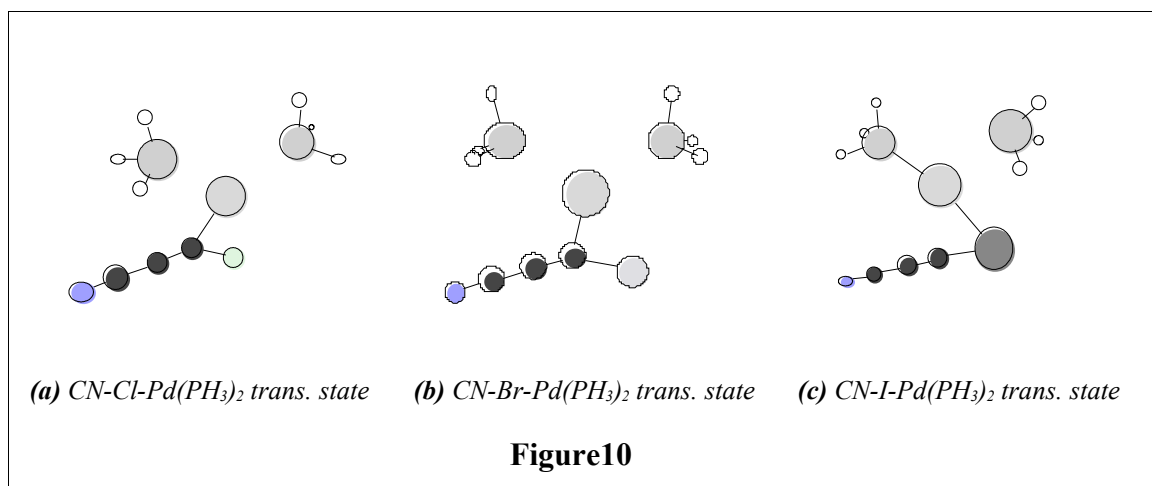 (a) CN-Cl-Pd(PH₃)₂ trans. state (b) CN-Br-Pd(PH₃)₂ trans. state (c) CN-I-Pd(PH₃)₂ trans. state
Figure10